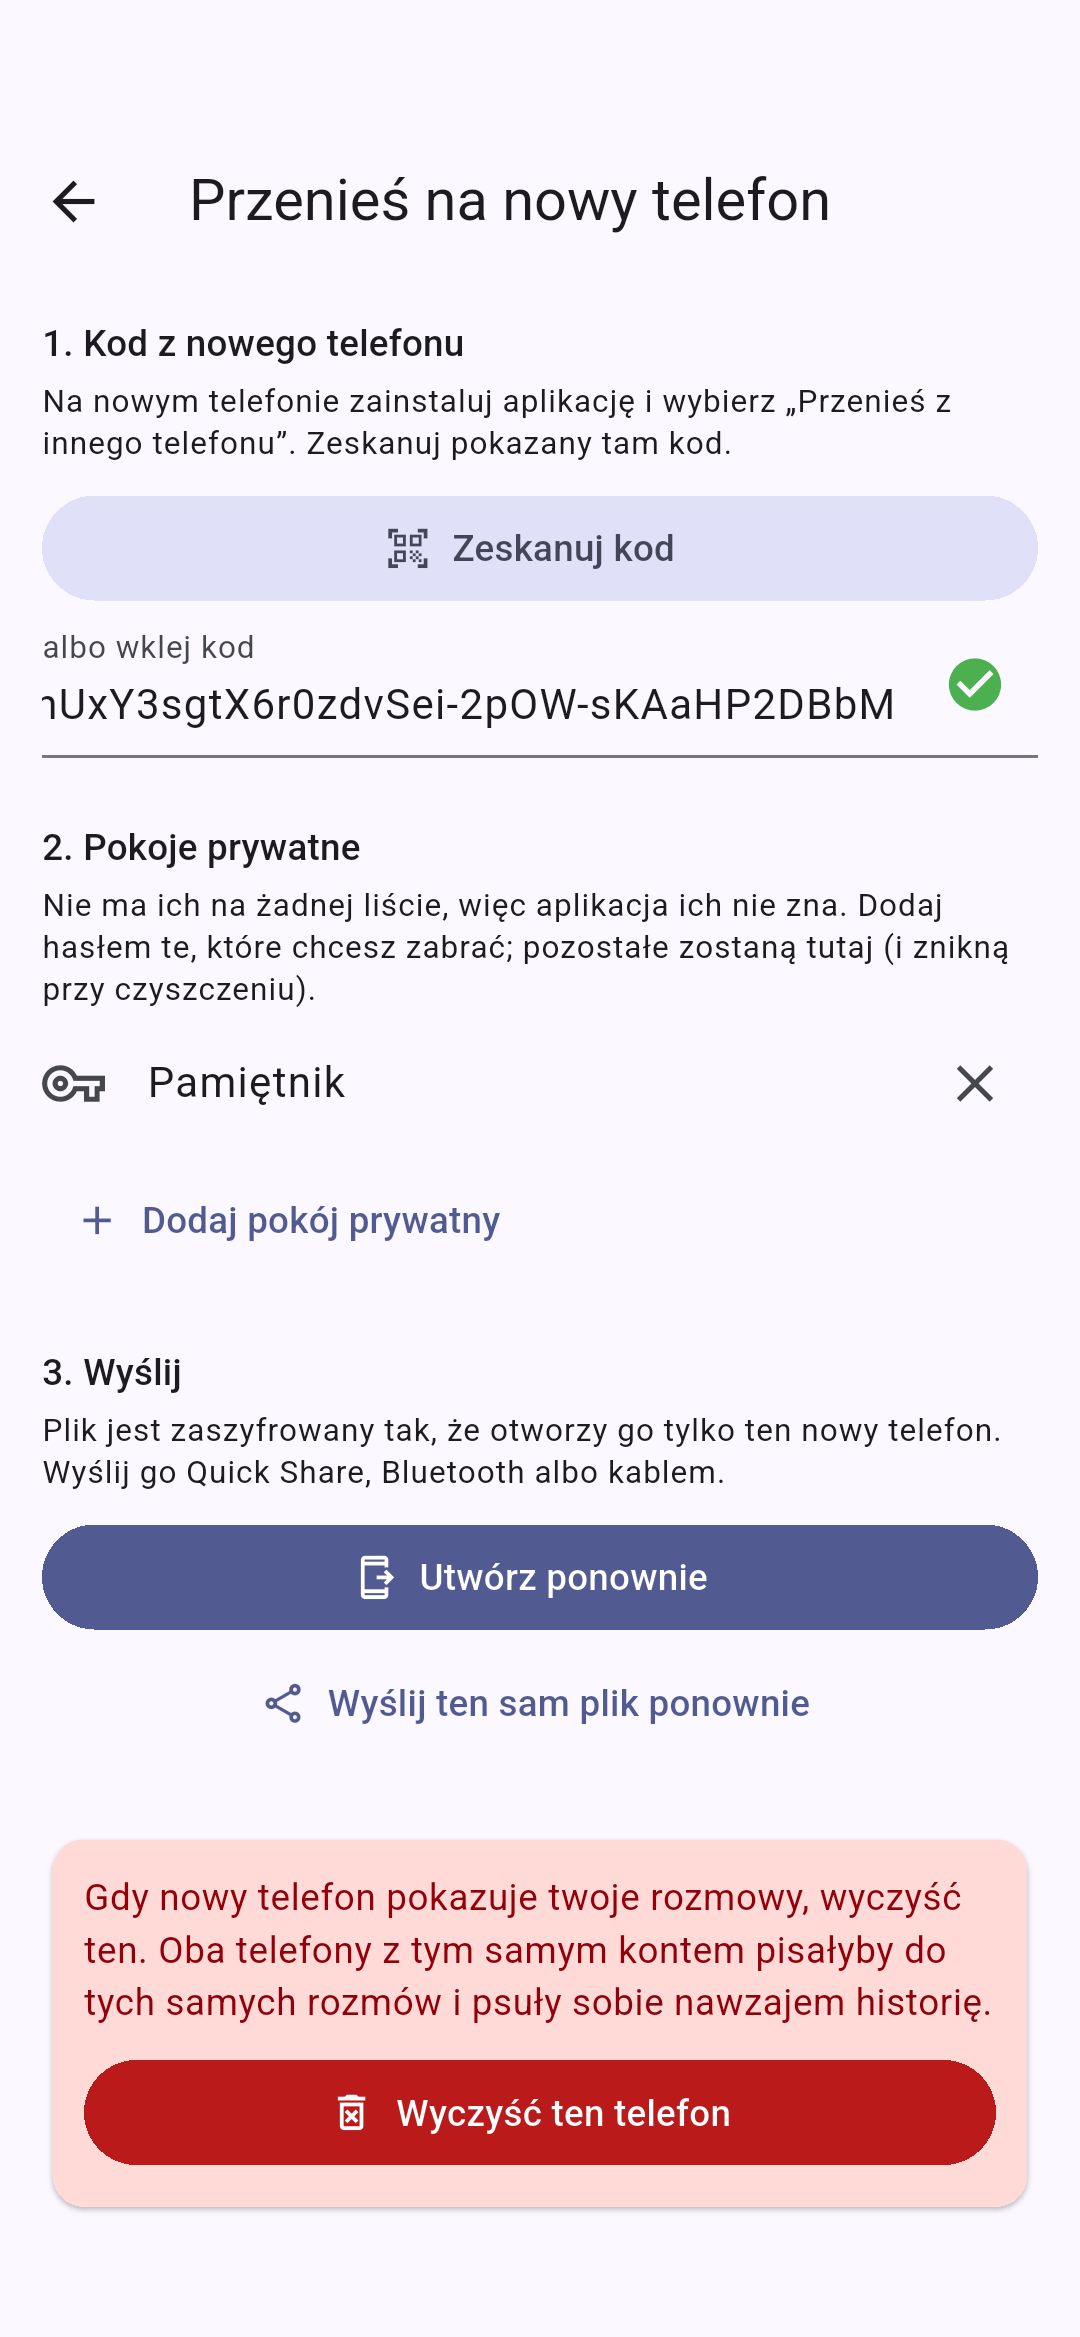 Przenieś na nowy telefon
1. Kod z nowego telefonu
Na nowym telefonie zainstaluj aplikację i wybierz „Przenieś z
innego telefonu”. Zeskanuj pokazany tam kod.
Zeskanuj kod
albo wklej kod
UxY3sgtX6r0zdvSei-2pOW-sKAaHP2DBbM
2. Pokoje prywatne
Nie ma ich na żadnej liście, więc aplikacja ich nie zna. Dodaj
hasłem te, które chcesz zabrać; pozostałe zostaną tutaj (i znikną
przy czyszczeniu).
Pamiętnik
Dodaj pokój prywatny
3. Wyślij
Plik jest zaszyfrowany tak, że otworzy go tylko ten nowy telefon.
Wyślij go Quick Share, Bluetooth albo kablem.
Utwórz ponownie
Wyślij ten sam plik ponownie
Gdy nowy telefon pokazuje twoje rozmowy, wyczyść
ten. Oba telefony z tym samym kontem pisałyby do
tych samych rozmów i psuły sobie nawzajem historię.
Wyczyść ten telefon